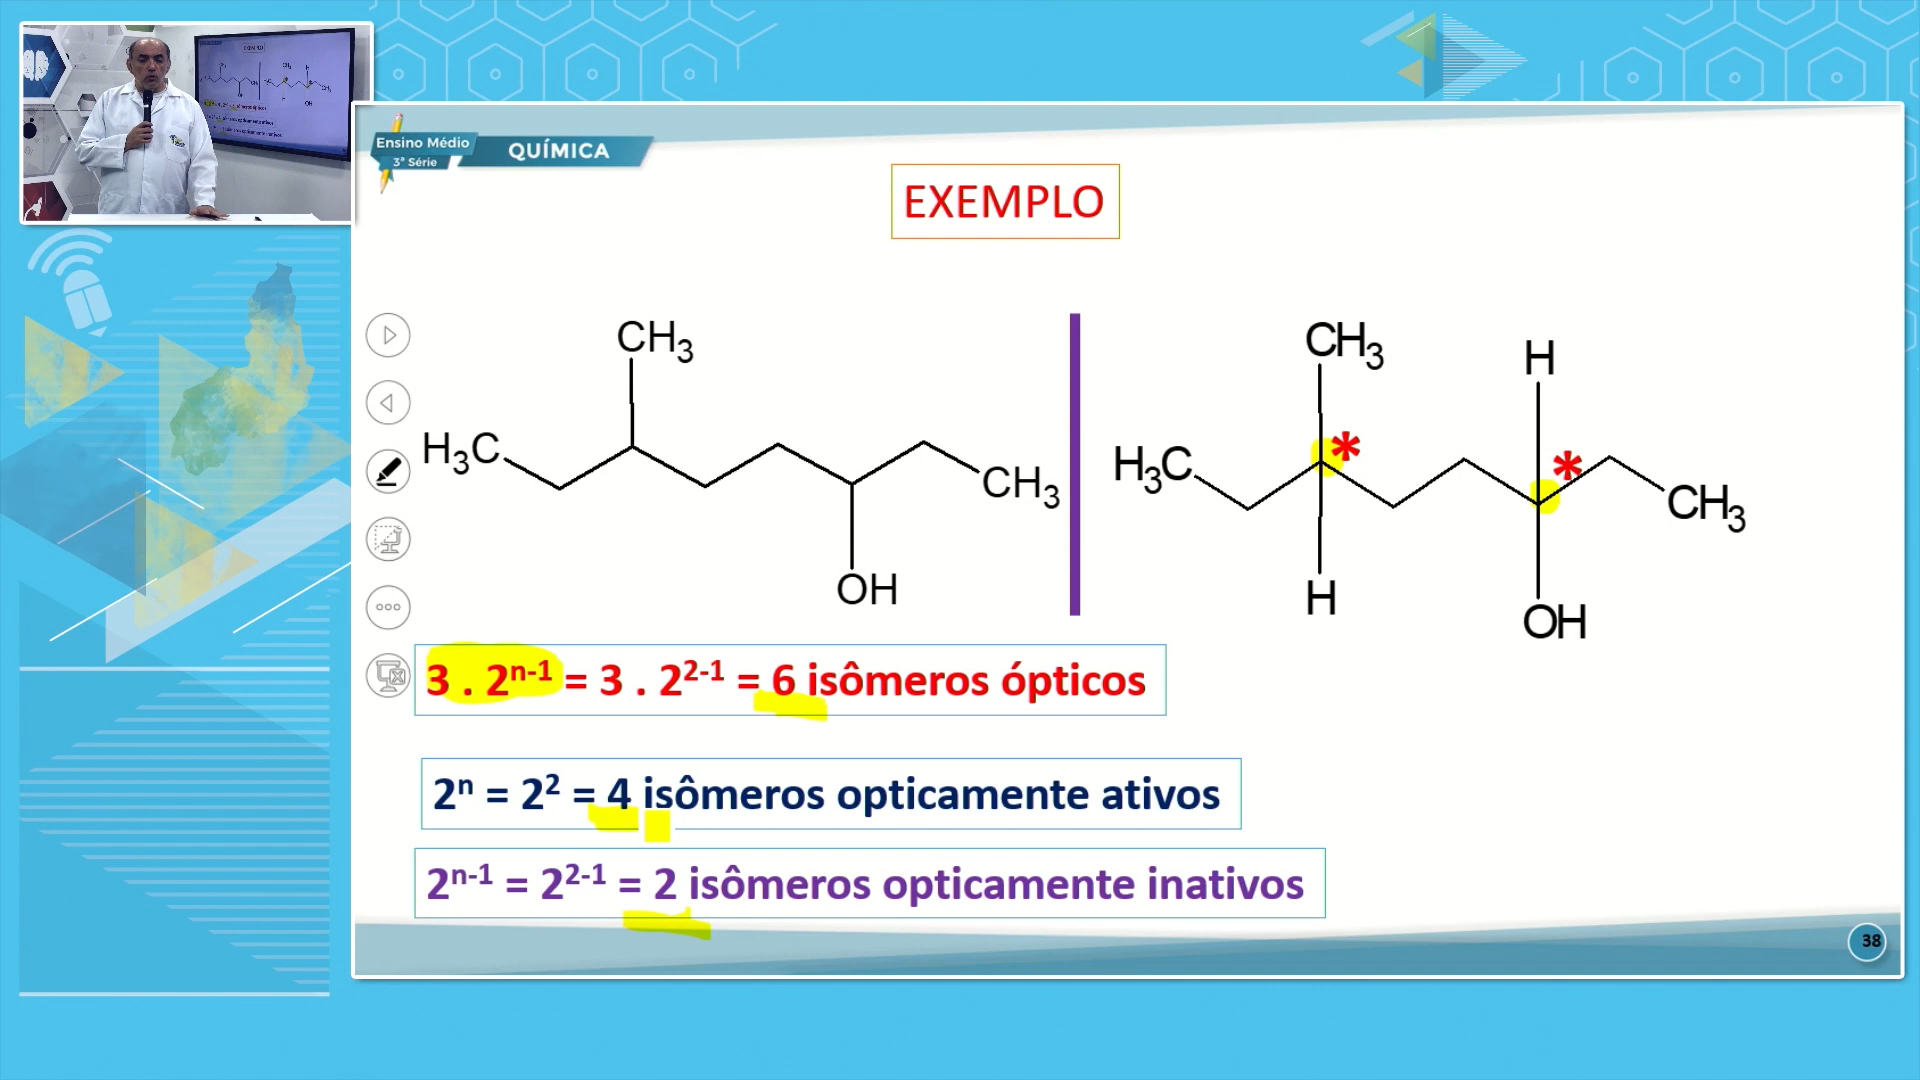 Ensino Médio
3ª Série
QUÍMICA
EXEMPLO
CH₃
H₃C
CH₃
OH
CH₃
H
H₃C
*
*
CH₃
H
OH
3 . 2ⁿ⁻¹ = 3 . 2²⁻¹ = 6 isômeros ópticos
2ⁿ = 2² = 4 isômeros opticamente ativos
2ⁿ⁻¹ = 2²⁻¹ = 2 isômeros opticamente inativos
38